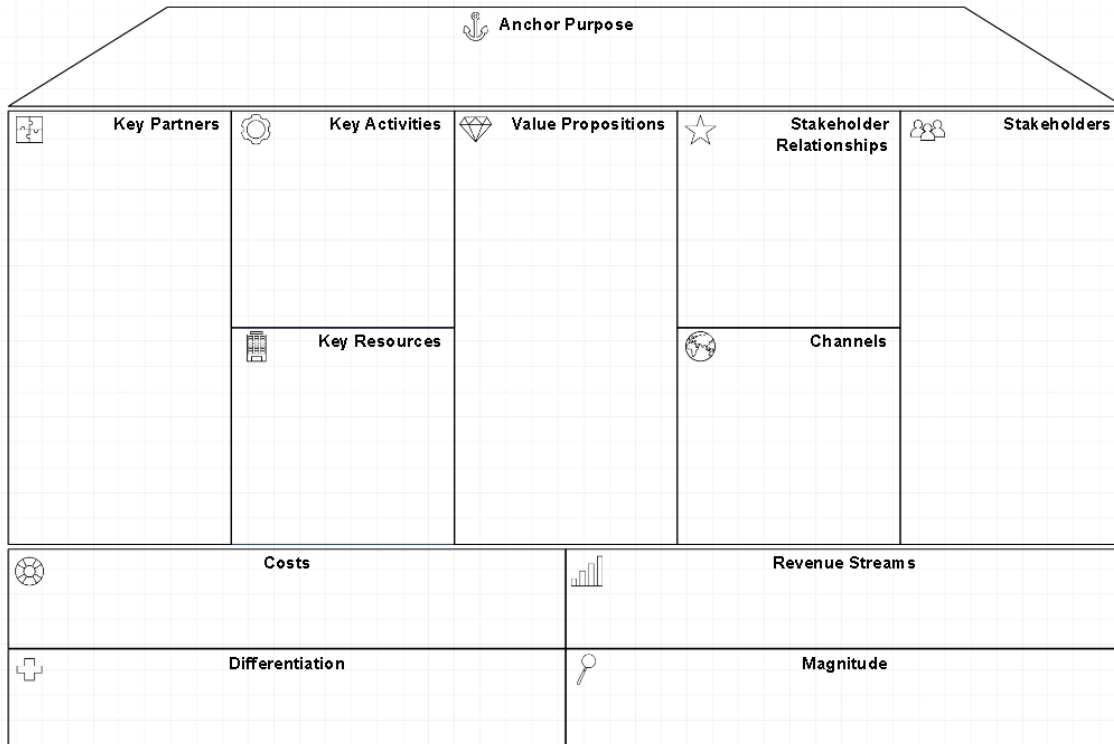 Anchor Purpose
Key Partners
Key Activities
Value Propositions
Stakeholder
Relationships
Stakeholders
Key Resources
Channels
Costs
Revenue Streams
Differentiation
Magnitude